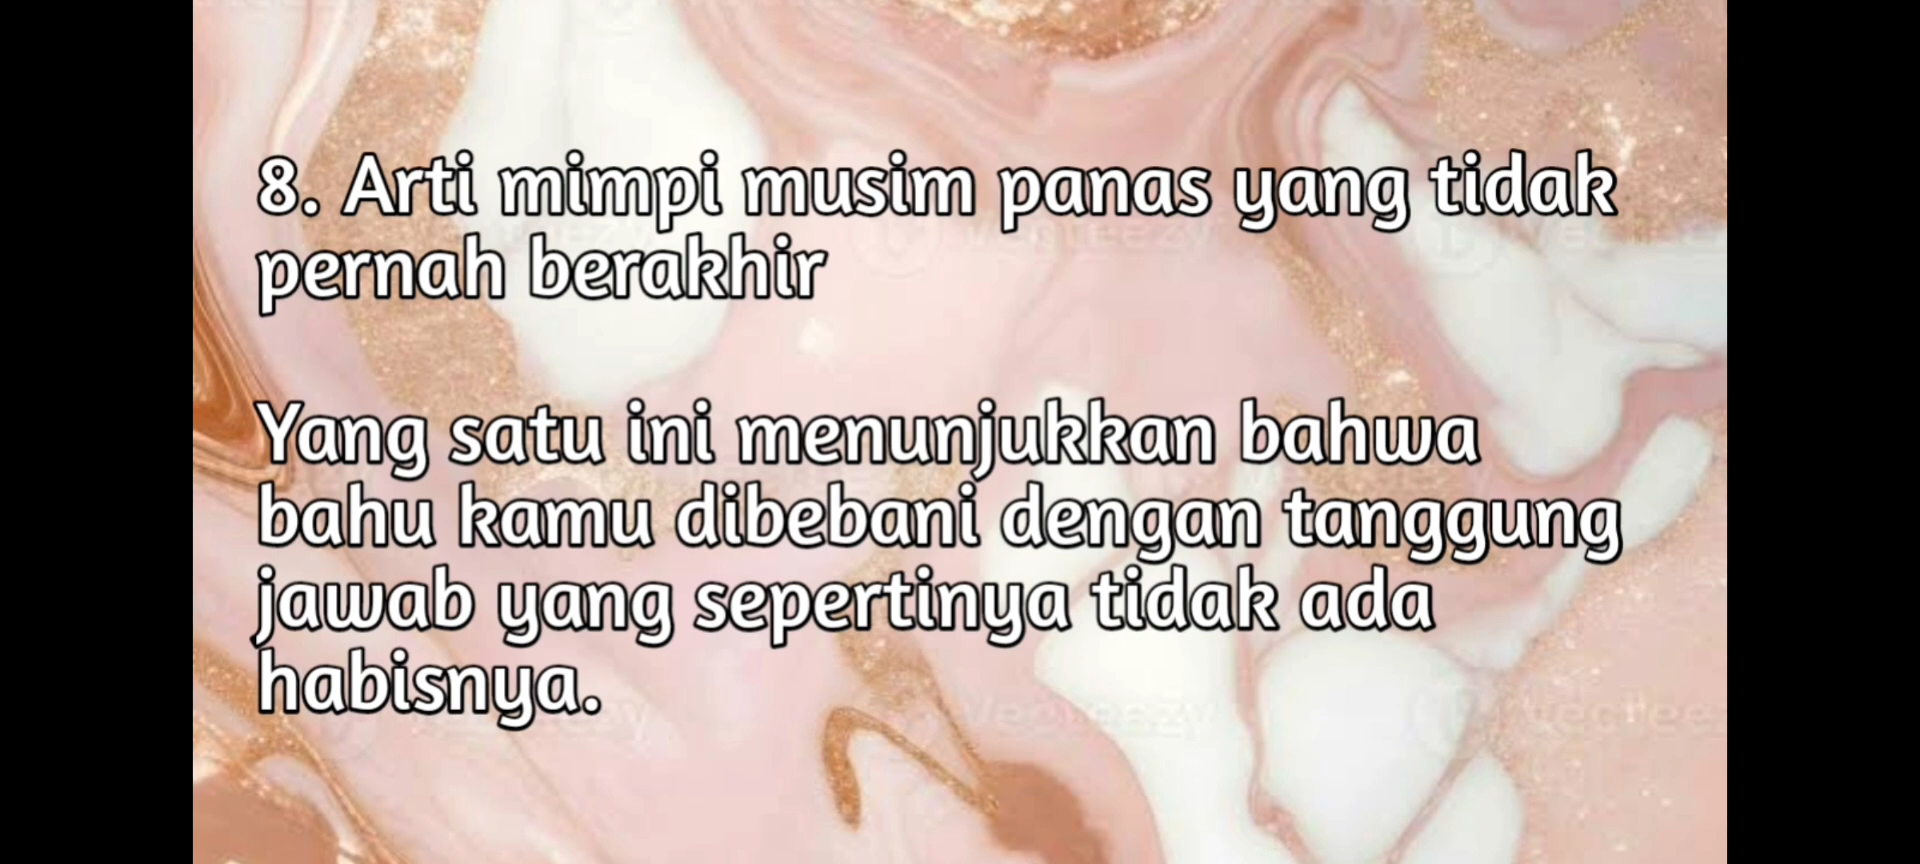 8. Arti mimpi musim panas yang tidak
pernah berakhir
Yang satu ini menunjukkan bahwa
bahu kamu dibebani dengan tanggung
jawab yang sepertinya tidak ada
habisnya.